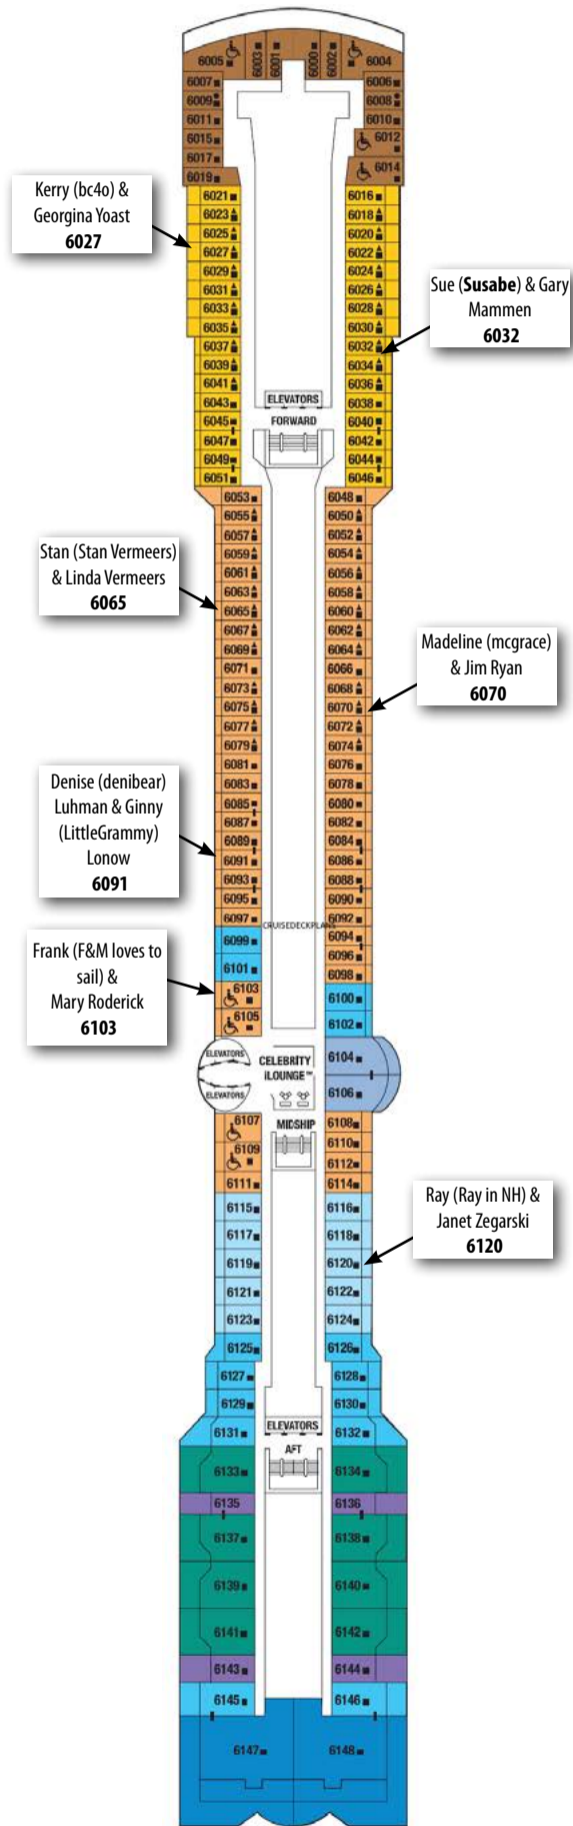 6005 6003 6001 6000 6002 6004
6007 6006
6009 6008
6011 6010
6015 6012
6017
6019 6014
6021 6016
6023 6018
6025 6020
6027 6022
6029 6024
6031 6026
6033 6028
6035 6030
6037 6032
6039 6034
6041 6036
6043 6038
6045 6040
6047 6042
6049 6044
6051 6046
Kerry (bc4o) &
Georgina Yoast
6027
Sue (Susabe) & Gary
Mammen
6032
ELEVATORS
FORWARD
6053 6048
6055 6050
6057 6052
6059 6054
6061 6056
6063 6058
6065 6060
6067 6062
6069 6064
6071 6066
6073 6068
6075 6070
6077 6072
6079 6074
6081 6076
6083 6078
6085 6080
6087 6082
6089 6084
6091 6086
6093 6088
6095 6090
6097 6092
Stan (Stan Vermeers)
& Linda Vermeers
6065
Madeline (mcgrace)
& Jim Ryan
6070
Denise (denibear)
Luhman & Ginny
(LittleGrammy)
Lonow
6091
CRUISEDECKPLANS
6099 6094
6096
6101 6098
6103 6100
6105 6102
Frank (F&M loves to
sail) &
Mary Roderick
6103
ELEVATORS
ELEVATORS
CELEBRITY
iLOUNGE™
6104
6106
MIDSHIP
6107 6108
6110
6109 6112
6111 6114
6115 6116
6117 6118
6119 6120
6121 6122
6123 6124
6125 6126
Ray (Ray in NH) &
Janet Zegarski
6120
6127 6128
6129 6130
6131 6132
ELEVATORS
AFT
6133 6134
6135 6136
6137 6138
6139 6140
6141 6142
6143 6144
6145 6146
6147 6148